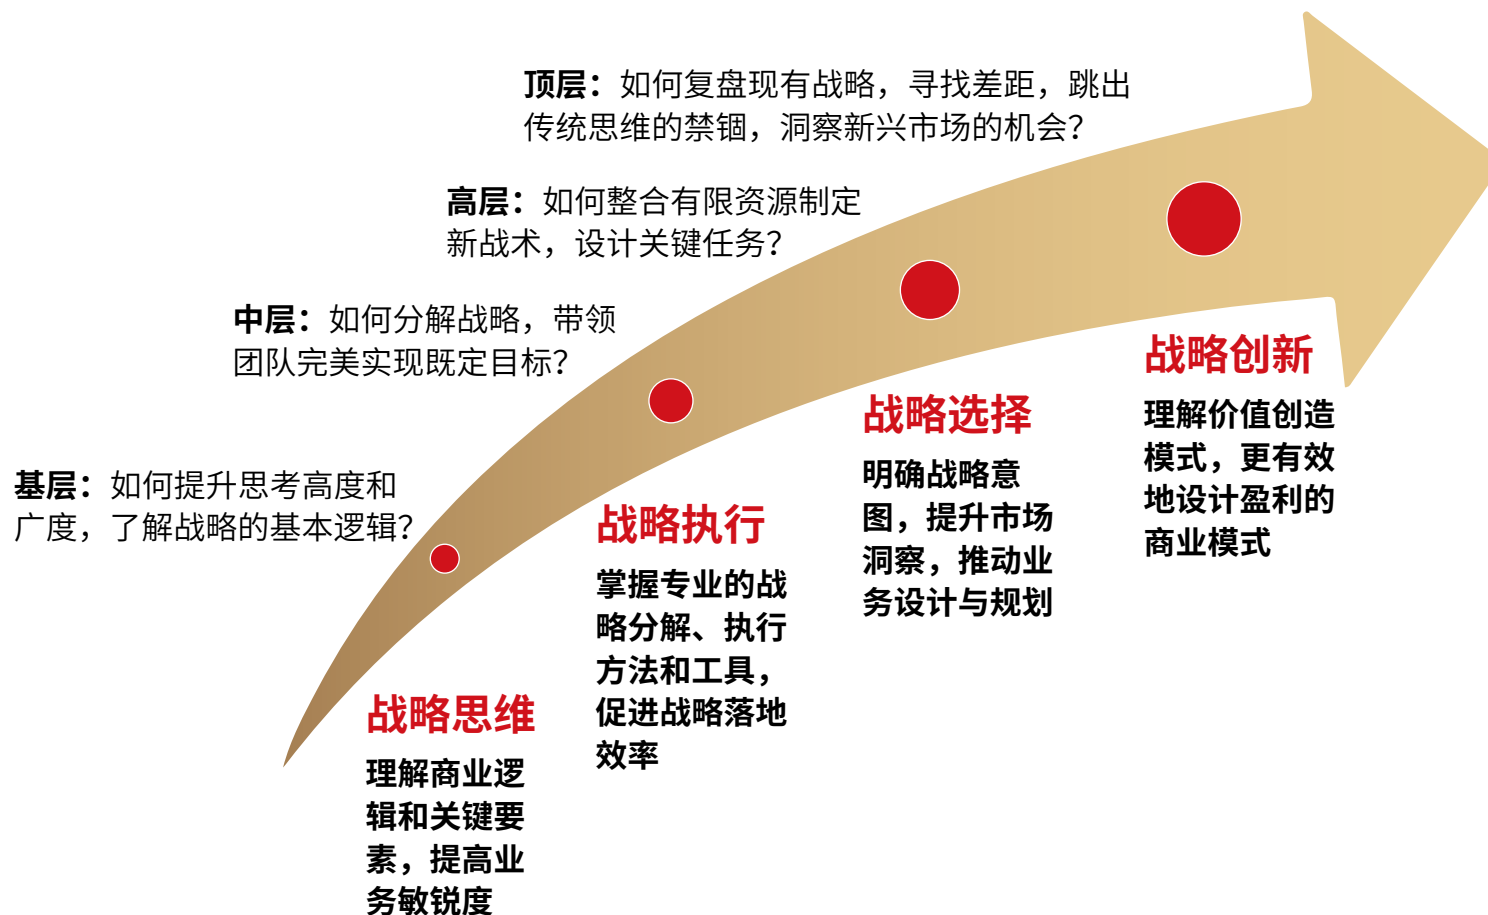 顶层：如何复盘现有战略，寻找差距，跳出
传统思维的禁锢，洞察新兴市场的机会？
高层：如何整合有限资源制定
新战术，设计关键任务？
中层：如何分解战略，带领
团队完美实现既定目标？
基层：如何提升思考高度和
广度，了解战略的基本逻辑？
战略思维
理解商业逻
辑和关键要
素，提高业
务敏锐度
战略执行
掌握专业的战
略分解、执行
方法和工具，
促进战略落地
效率
战略选择
明确战略意
图，提升市场
洞察，推动业
务设计与规划
战略创新
理解价值创造
模式，更有效
地设计盈利的
商业模式